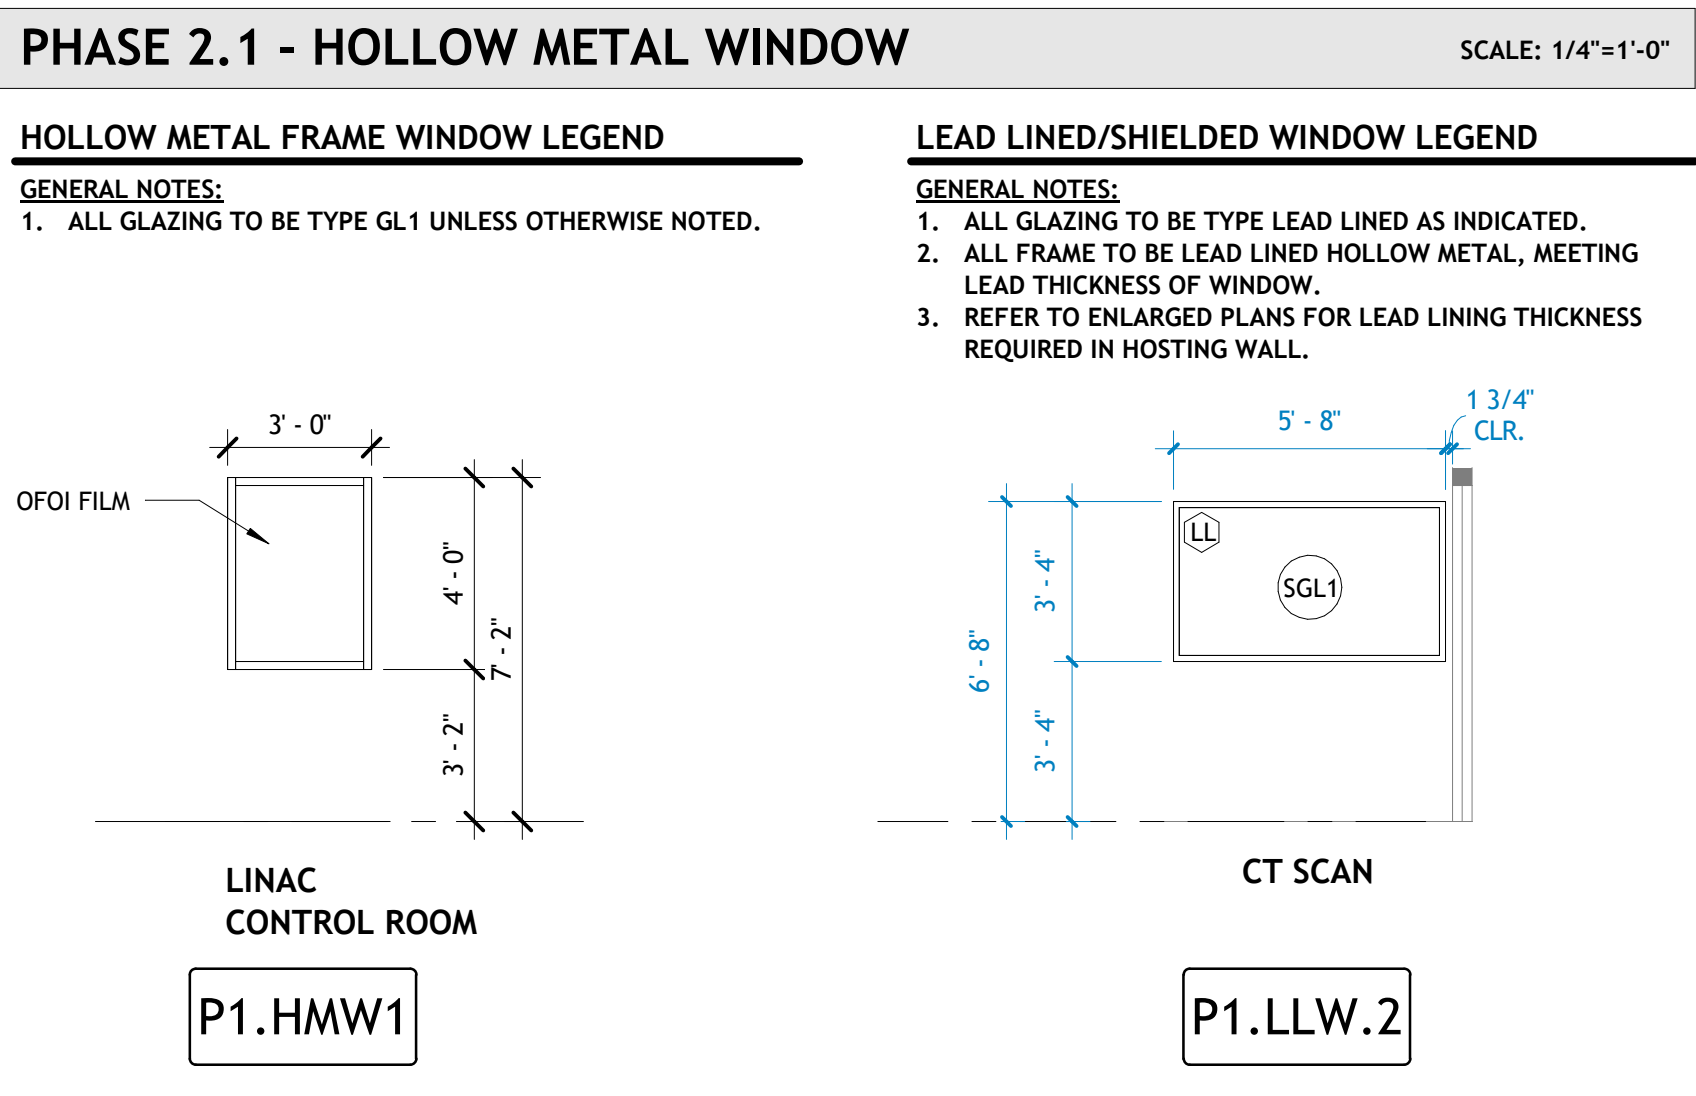 PHASE 2.1 - HOLLOW METAL WINDOW
SCALE: 1/4"=1'-0"
HOLLOW METAL FRAME WINDOW LEGEND
GENERAL NOTES:
1. ALL GLAZING TO BE TYPE GL1 UNLESS OTHERWISE NOTED.
3' - 0"
OFOI FILM
4' - 0"
7' - 2"
3' - 2"
LINAC
CONTROL ROOM
P1.HMW1
LEAD LINED/SHIELDED WINDOW LEGEND
GENERAL NOTES:
1. ALL GLAZING TO BE TYPE LEAD LINED AS INDICATED.
2. ALL FRAME TO BE LEAD LINED HOLLOW METAL, MEETING
LEAD THICKNESS OF WINDOW.
3. REFER TO ENLARGED PLANS FOR LEAD LINING THICKNESS
REQUIRED IN HOSTING WALL.
5' - 8"
1 3/4"
CLR.
LL
SGL1
3' - 4"
6' - 8"
3' - 4"
CT SCAN
P1.LLW.2